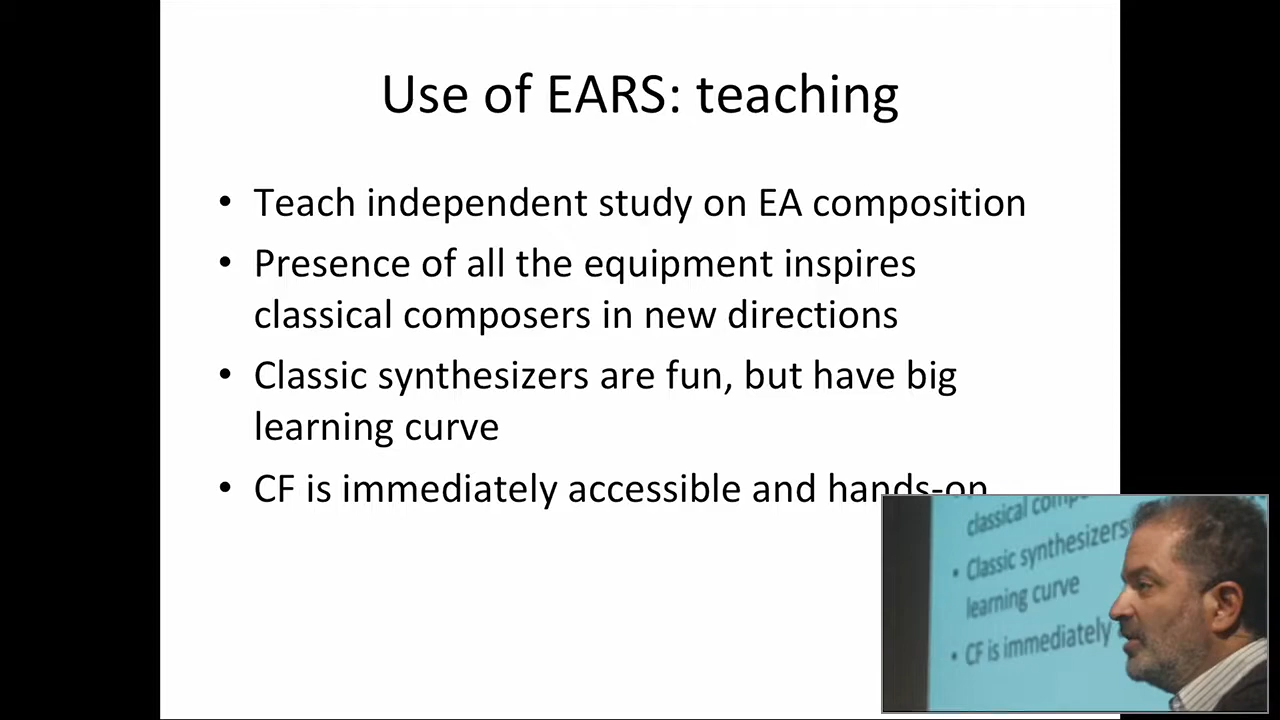 Use of EARS: teaching
• Teach independent study on EA composition
• Presence of all the equipment inspires
classical composers in new directions
• Classic synthesizers are fun, but have big
learning curve
• CF is immediately accessible and hands-on
classical
• Classic synthesizers
learning curve
• CF is immediately